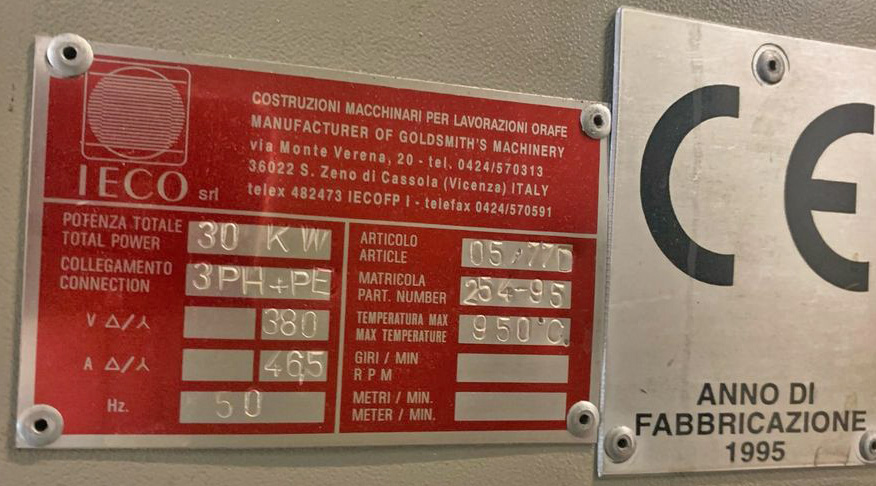 IECO srl
COSTRUZIONI MACCHINARI PER LAVORAZIONI ORAFE
MANUFACTURER OF GOLDSMITH'S MACHINERY
via Monte Verena, 20 - tel. 0424/570313
36022 S. Zeno di Cassola (Vicenza) ITALY
telex 482473 IECOFP I - telefax 0424/570591
POTENZA TOTALE
TOTAL POWER
30 KW
COLLEGAMENTO
CONNECTION
3PH+PE
V Δ/⅄ 380
A Δ/⅄ 46,5
Hz. 50
ARTICOLO
ARTICLE
MATRICOLA
PART. NUMBER
254-95
TEMPERATURA MAX
MAX TEMPERATURE
950°C.
GIRI / MIN
R P M
METRI / MIN.
METER / MIN.
CE
ANNO DI
FABBRICAZIONE
1995